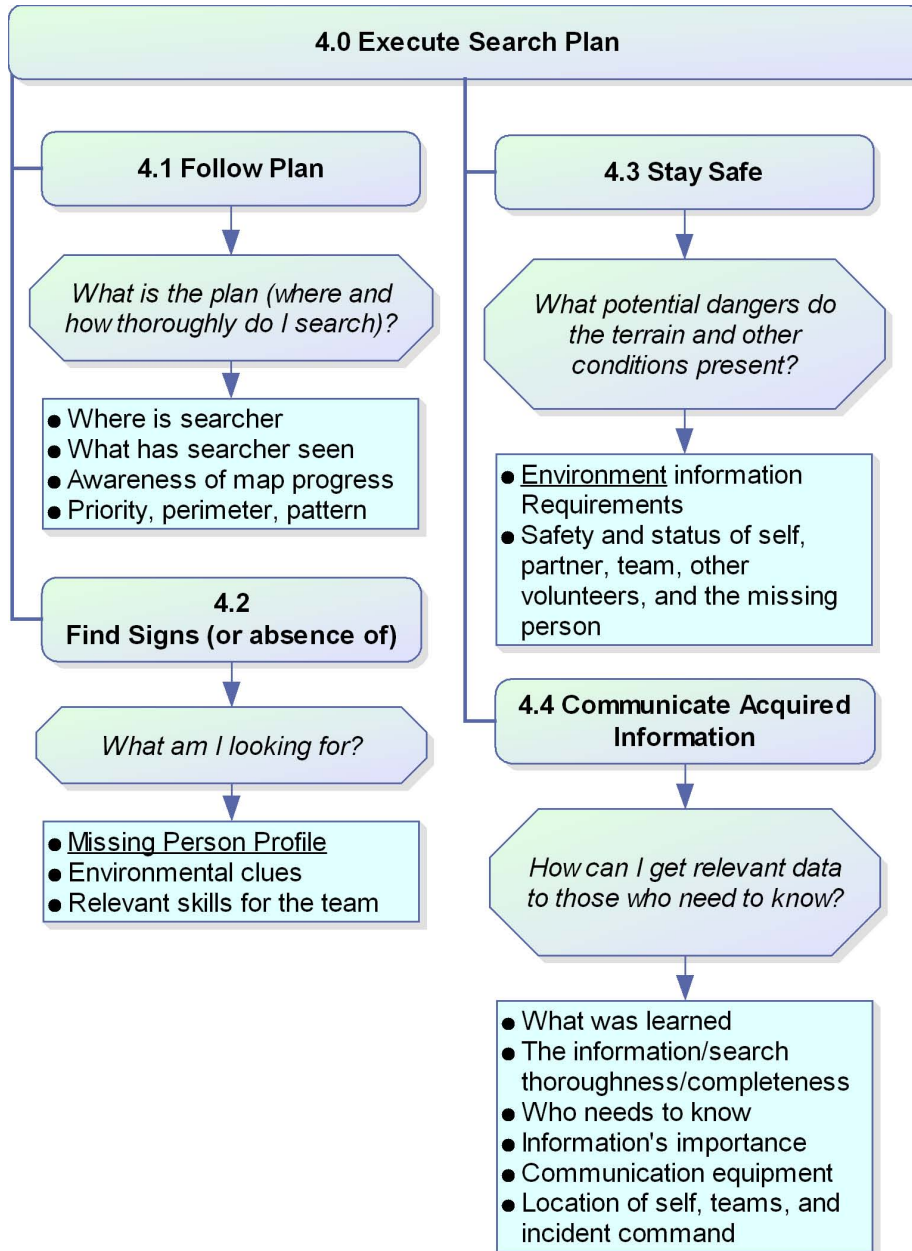 4.0 Execute Search Plan
4.1 Follow Plan
What is the plan (where and
how thoroughly do I search)?
● Where is searcher
● What has searcher seen
● Awareness of map progress
● Priority, perimeter, pattern
4.2
Find Signs (or absence of)
What am I looking for?
● Missing Person Profile
● Environmental clues
● Relevant skills for the team
4.3 Stay Safe
What potential dangers do
the terrain and other
conditions present?
● Environment information
Requirements
● Safety and status of self,
partner, team, other
volunteers, and the missing
person
4.4 Communicate Acquired
Information
How can I get relevant data
to those who need to know?
● What was learned
● The information/search
thoroughness/completeness
● Who needs to know
● Information's importance
● Communication equipment
● Location of self, teams, and
incident command